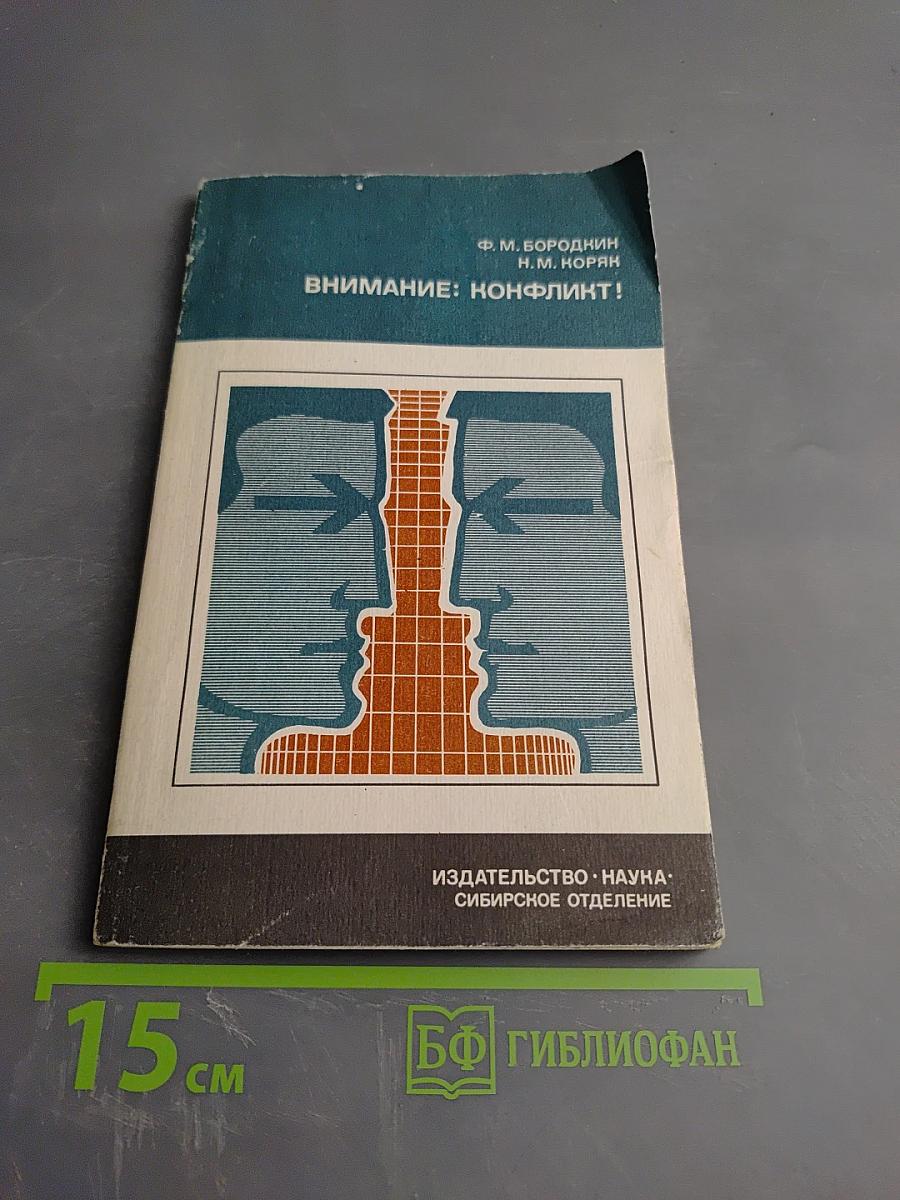 Ф. М. БОРОДКИН
Н. М. КОРЯК
ВНИМАНИЕ: КОНФЛИКТ!
ИЗДАТЕЛЬСТВО · НАУКА ·
СИБИРСКОЕ ОТДЕЛЕНИЕ
15 см
БФ ГИБЛИОФАН